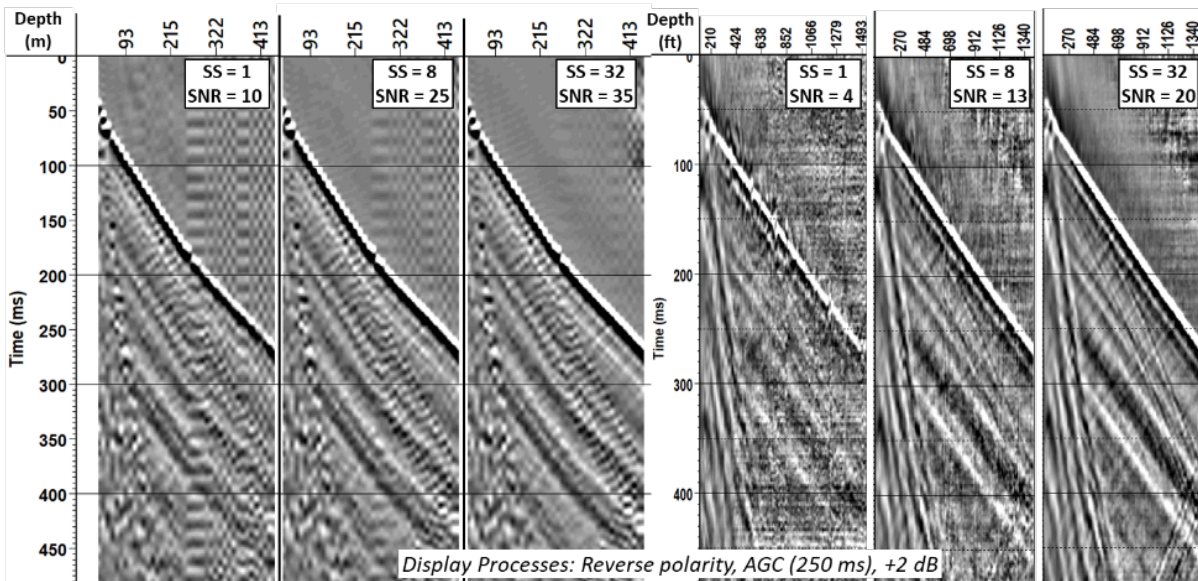 Depth (m)
93 215 322 413
93 215 322 413
93 215 322 413
SS = 1
SNR = 10
SS = 8
SNR = 25
SS = 32
SNR = 35
0
50
100
150
200
250
300
350
400
450
Time (ms)
Depth (ft)
210 424 638 852 1066 1279 1493
270 484 698 912 1126 1340
270 484 698 912 1126 1340
SS = 1
SNR = 4
SS = 8
SNR = 13
SS = 32
SNR = 20
0
100
200
300
400
Time (ms)
Display Processes: Reverse polarity, AGC (250 ms), +2 dB